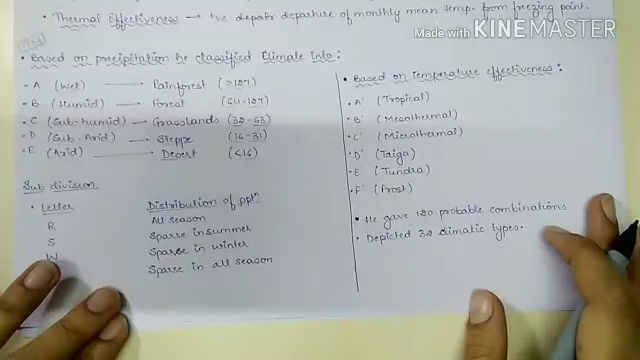 • Thermal Effectiveness → +ve depair departure of monthly mean temp. from freezing point.
Made with KINEMASTER
• Based on precipitation he classified climate into:
• A (Wet) → Rainforest (>127)
• B (Humid) → Forest (64-127)
• C (Sub-humid) → Grasslands (32-63)
• D (Sub-Arid) → Steppe (16-31)
• E (Arid) → Desert (<16)
Sub division
• Letter Distribution of pptn
R All season
S Sparse in summer
W Sparse in winter
Sparse in all season
• Based on Temperature effectiveness:
• A' (Tropical)
• B' (Mesothermal)
• C' (Microthermal)
• D' (Taiga)
• E (Tundra)
• F' (Frost)
• He gave 120 probable combinations
• Depicted 32 climatic types.